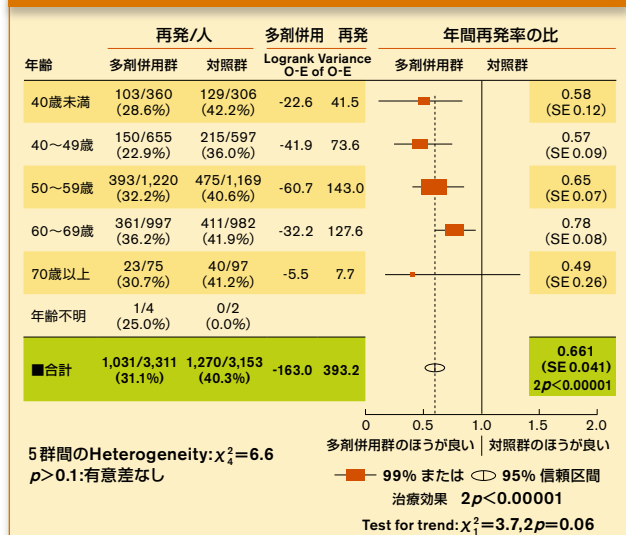 再発/人 多剤併用 再発 年間再発率の比
年齢 多剤併用群 対照群 Logrank Variance 多剤併用群 対照群
O-E of O-E
40歳未満 103/360 129/306 -22.6 41.5 0.58
(28.6%) (42.2%) (SE 0.12)
40〜49歳 150/655 215/597 -41.9 73.6 0.57
(22.9%) (36.0%) (SE 0.09)
50〜59歳 393/1,220 475/1,169 -60.7 143.0 0.65
(32.2%) (40.6%) (SE 0.07)
60〜69歳 361/997 411/982 -32.2 127.6 0.78
(36.2%) (41.9%) (SE 0.08)
70歳以上 23/75 40/97 -5.5 7.7 0.49
(30.7%) (41.2%) (SE 0.26)
年齢不明 1/4 0/2
(25.0%) (0.0%)
■合計 1,031/3,311 1,270/3,153 -163.0 393.2 0.661
(31.1%) (40.3%) (SE 0.041)
2p<0.00001
0 0.5 1.0 1.5 2.0
多剤併用群のほうが良い 対照群のほうが良い
5群間のHeterogeneity:χ²₄=6.6
p>0.1:有意差なし
99% または 95% 信頼区間
治療効果 2p<0.00001
Test for trend:χ²₁=3.7,2p=0.06